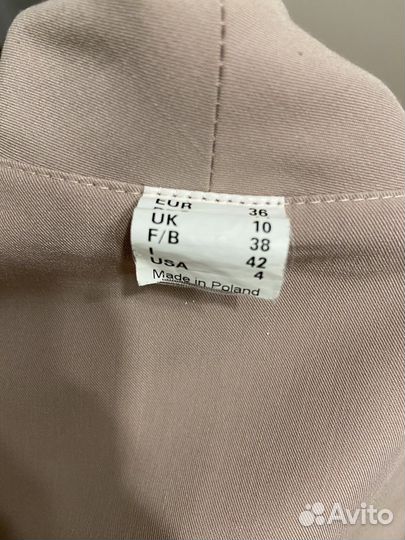 EUR 36
UK 10
F/B 38
I 42
USA 4
Made in Poland
Avito